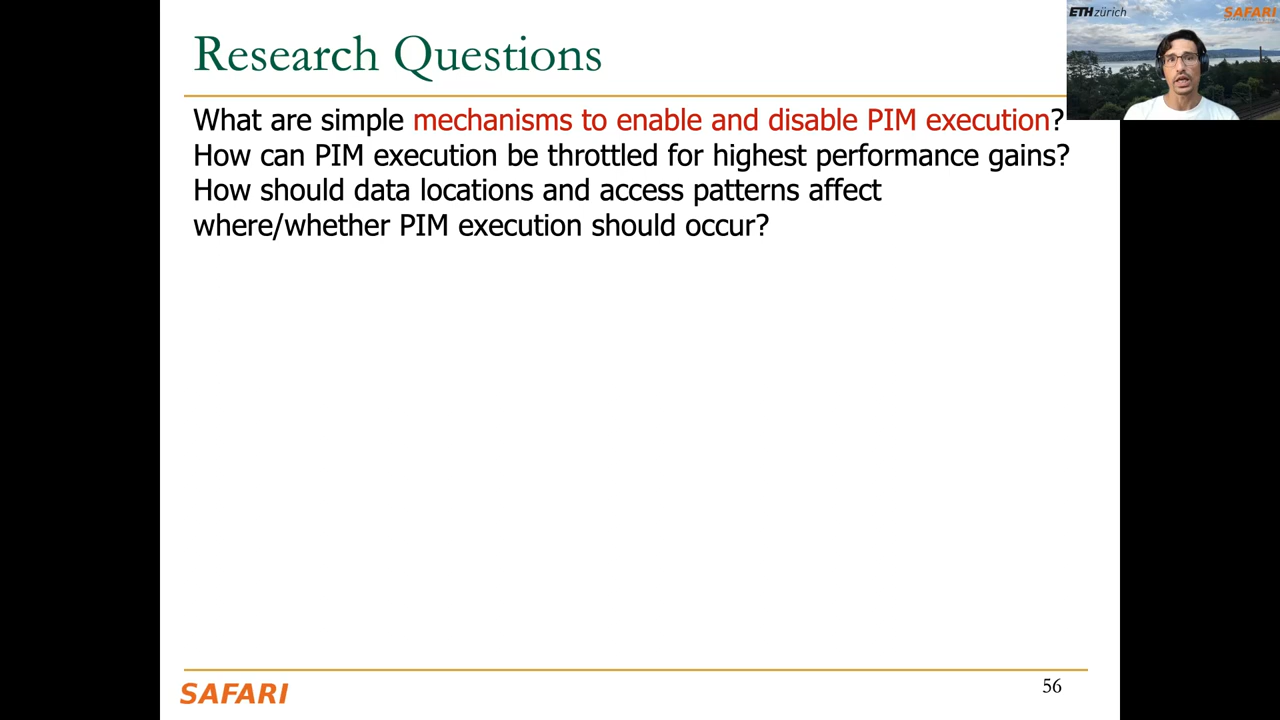 Research Questions
ETH zürich
SAFARI
What are simple mechanisms to enable and disable PIM execution?
How can PIM execution be throttled for highest performance gains?
How should data locations and access patterns affect
where/whether PIM execution should occur?
SAFARI
56